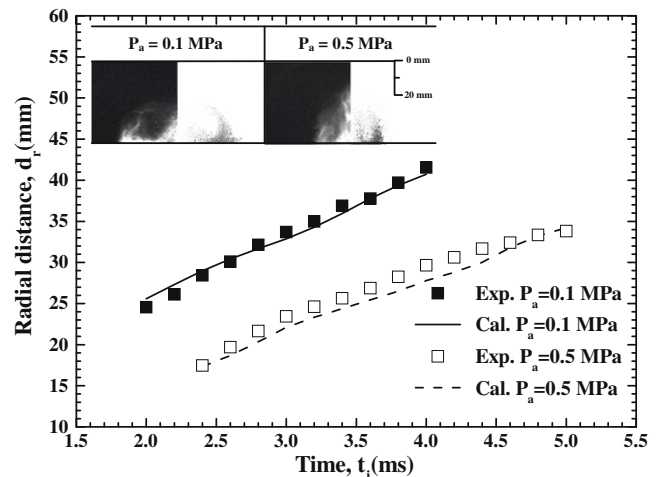 60
55
50
45
40
35
30
25
20
15
10
Radial distance, d_r(mm)
P_a = 0.1 MPa
P_a = 0.5 MPa
0 mm
20 mm
Exp. P_a=0.1 MPa
Cal. P_a=0.1 MPa
Exp. P_a=0.5 MPa
Cal. P_a=0.5 MPa
1.5 2.0 2.5 3.0 3.5 4.0 4.5 5.0 5.5
Time, t_i(ms)